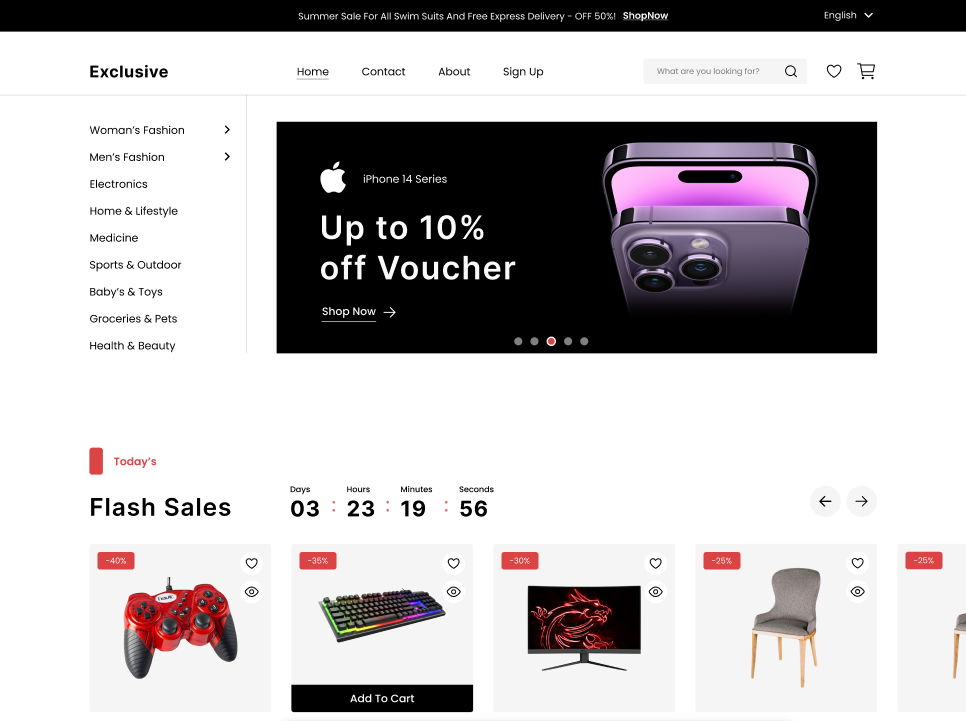 Summer Sale For All Swim Suits And Free Express Delivery - OFF 50%! ShopNow
English
Exclusive
Home
Contact
About
Sign Up
What are you looking for?
Woman's Fashion
Men's Fashion
Electronics
Home & Lifestyle
Medicine
Sports & Outdoor
Baby's & Toys
Groceries & Pets
Health & Beauty
iPhone 14 Series
Up to 10%
off Voucher
Shop Now
Today's
Flash Sales
Days
Hours
Minutes
Seconds
03 : 23 : 19 : 56
-40%
-35%
-30%
-25%
-25%
Add To Cart